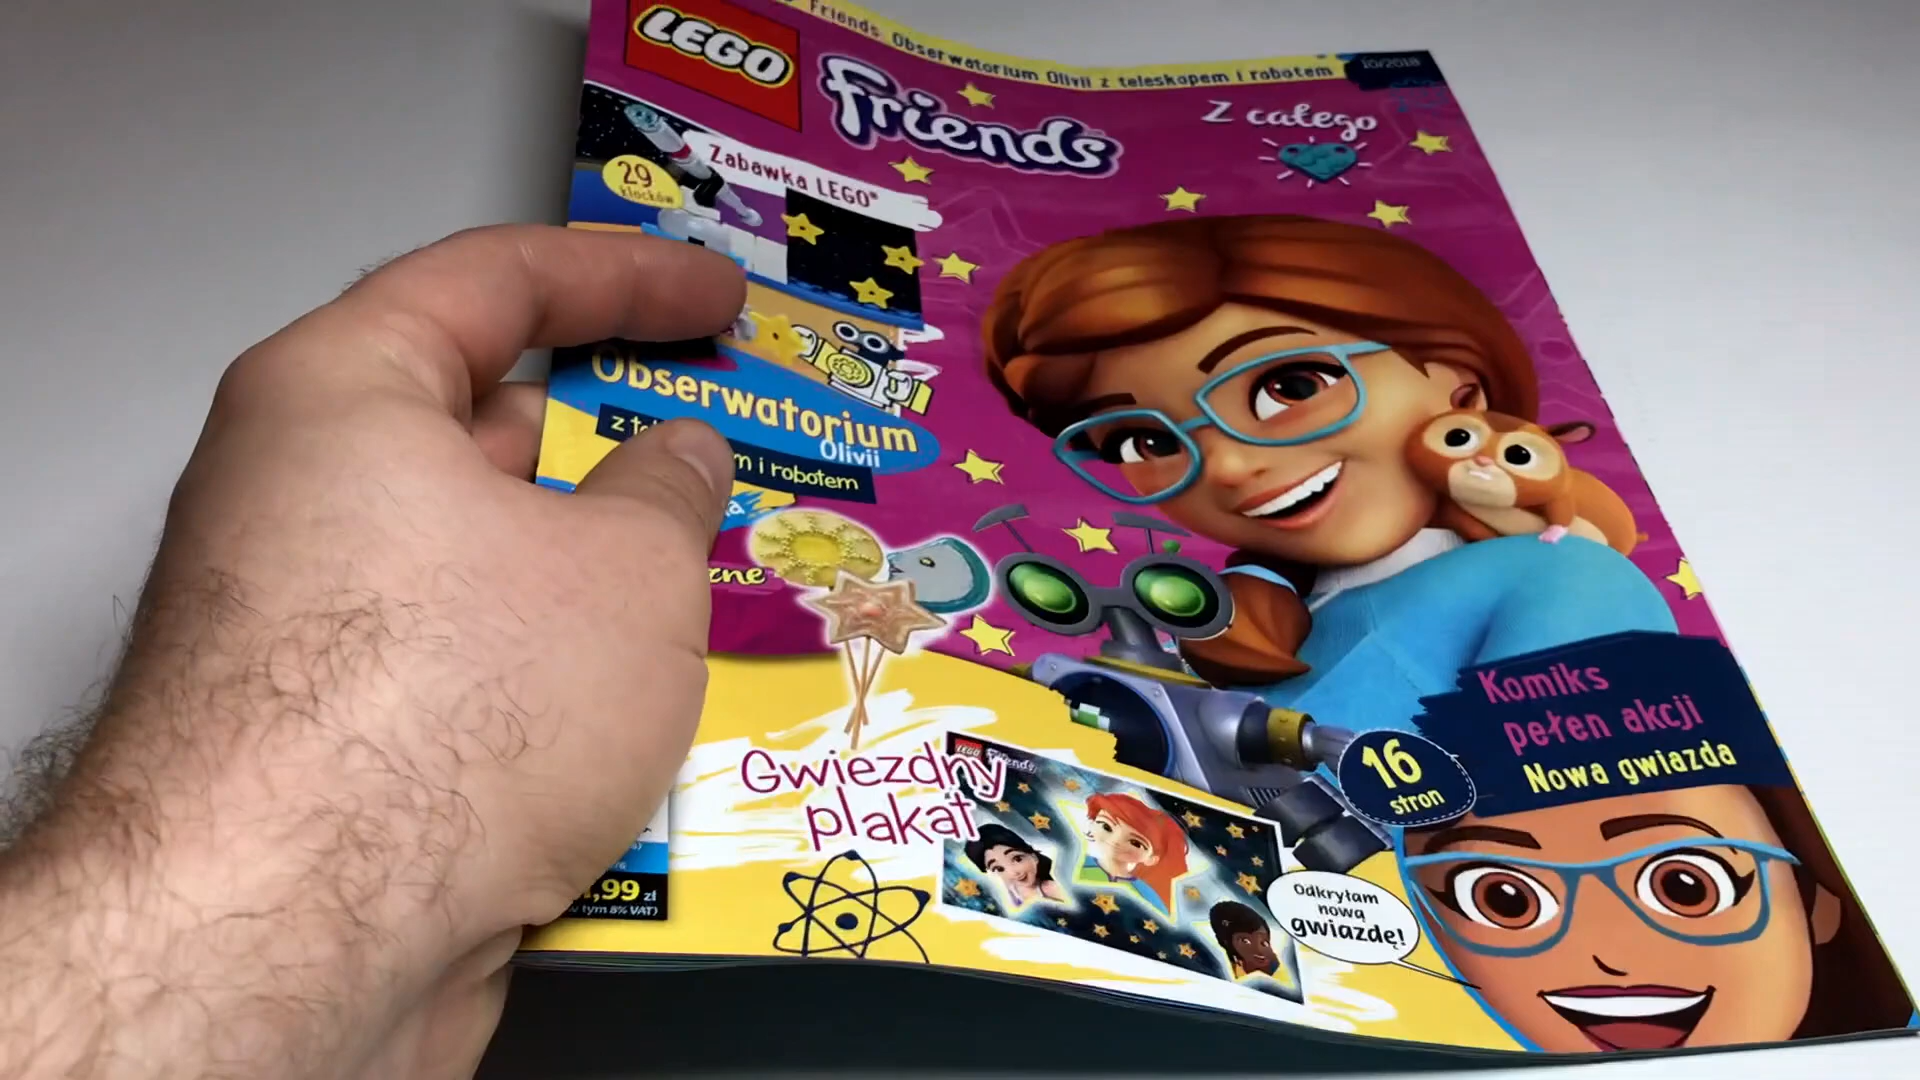 LEGO
Friends Obserwatorium Olivii z teleskopem i robotem
10/2018
friends
Z całego
Zabawka LEGO®
29
klocków
Obserwatorium
Olivii
m i robotem
Gwiezdny
plakat
LEGO
Friends
Komiks
pełen akcji
Nowa gwiazda
16
stron
Odkryłam
nową
gwiazdę!
,99 zł
tym 8% VAT)